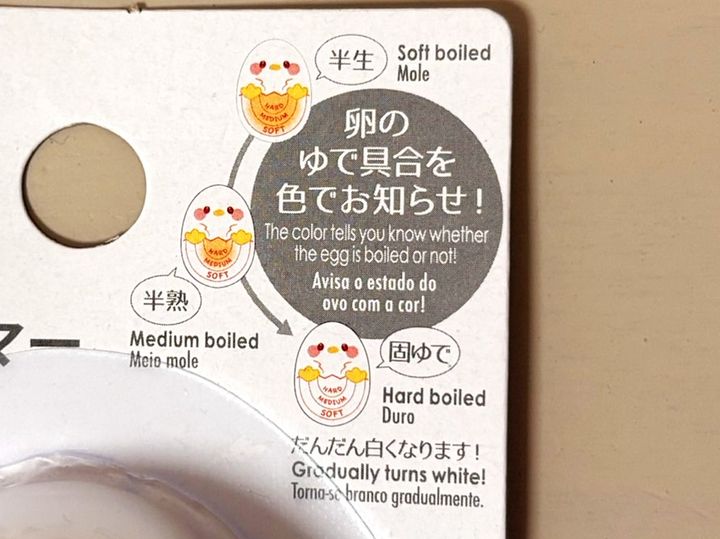 半生
Soft boiled
Mole
HARD
MEDIUM
SOFT
卵の
ゆで具合を
色でお知らせ！
The color tells you know whether
the egg is boiled or not!
Avisa o estado do
ovo com a cor!
HARD
MEDIUM
SOFT
半熟
Medium boiled
Meio mole
マー
固ゆで
HARD
MEDIUM
SOFT
Hard boiled
Duro
だんだん白くなります！
Gradually turns white!
Torna-se branco gradualmente.